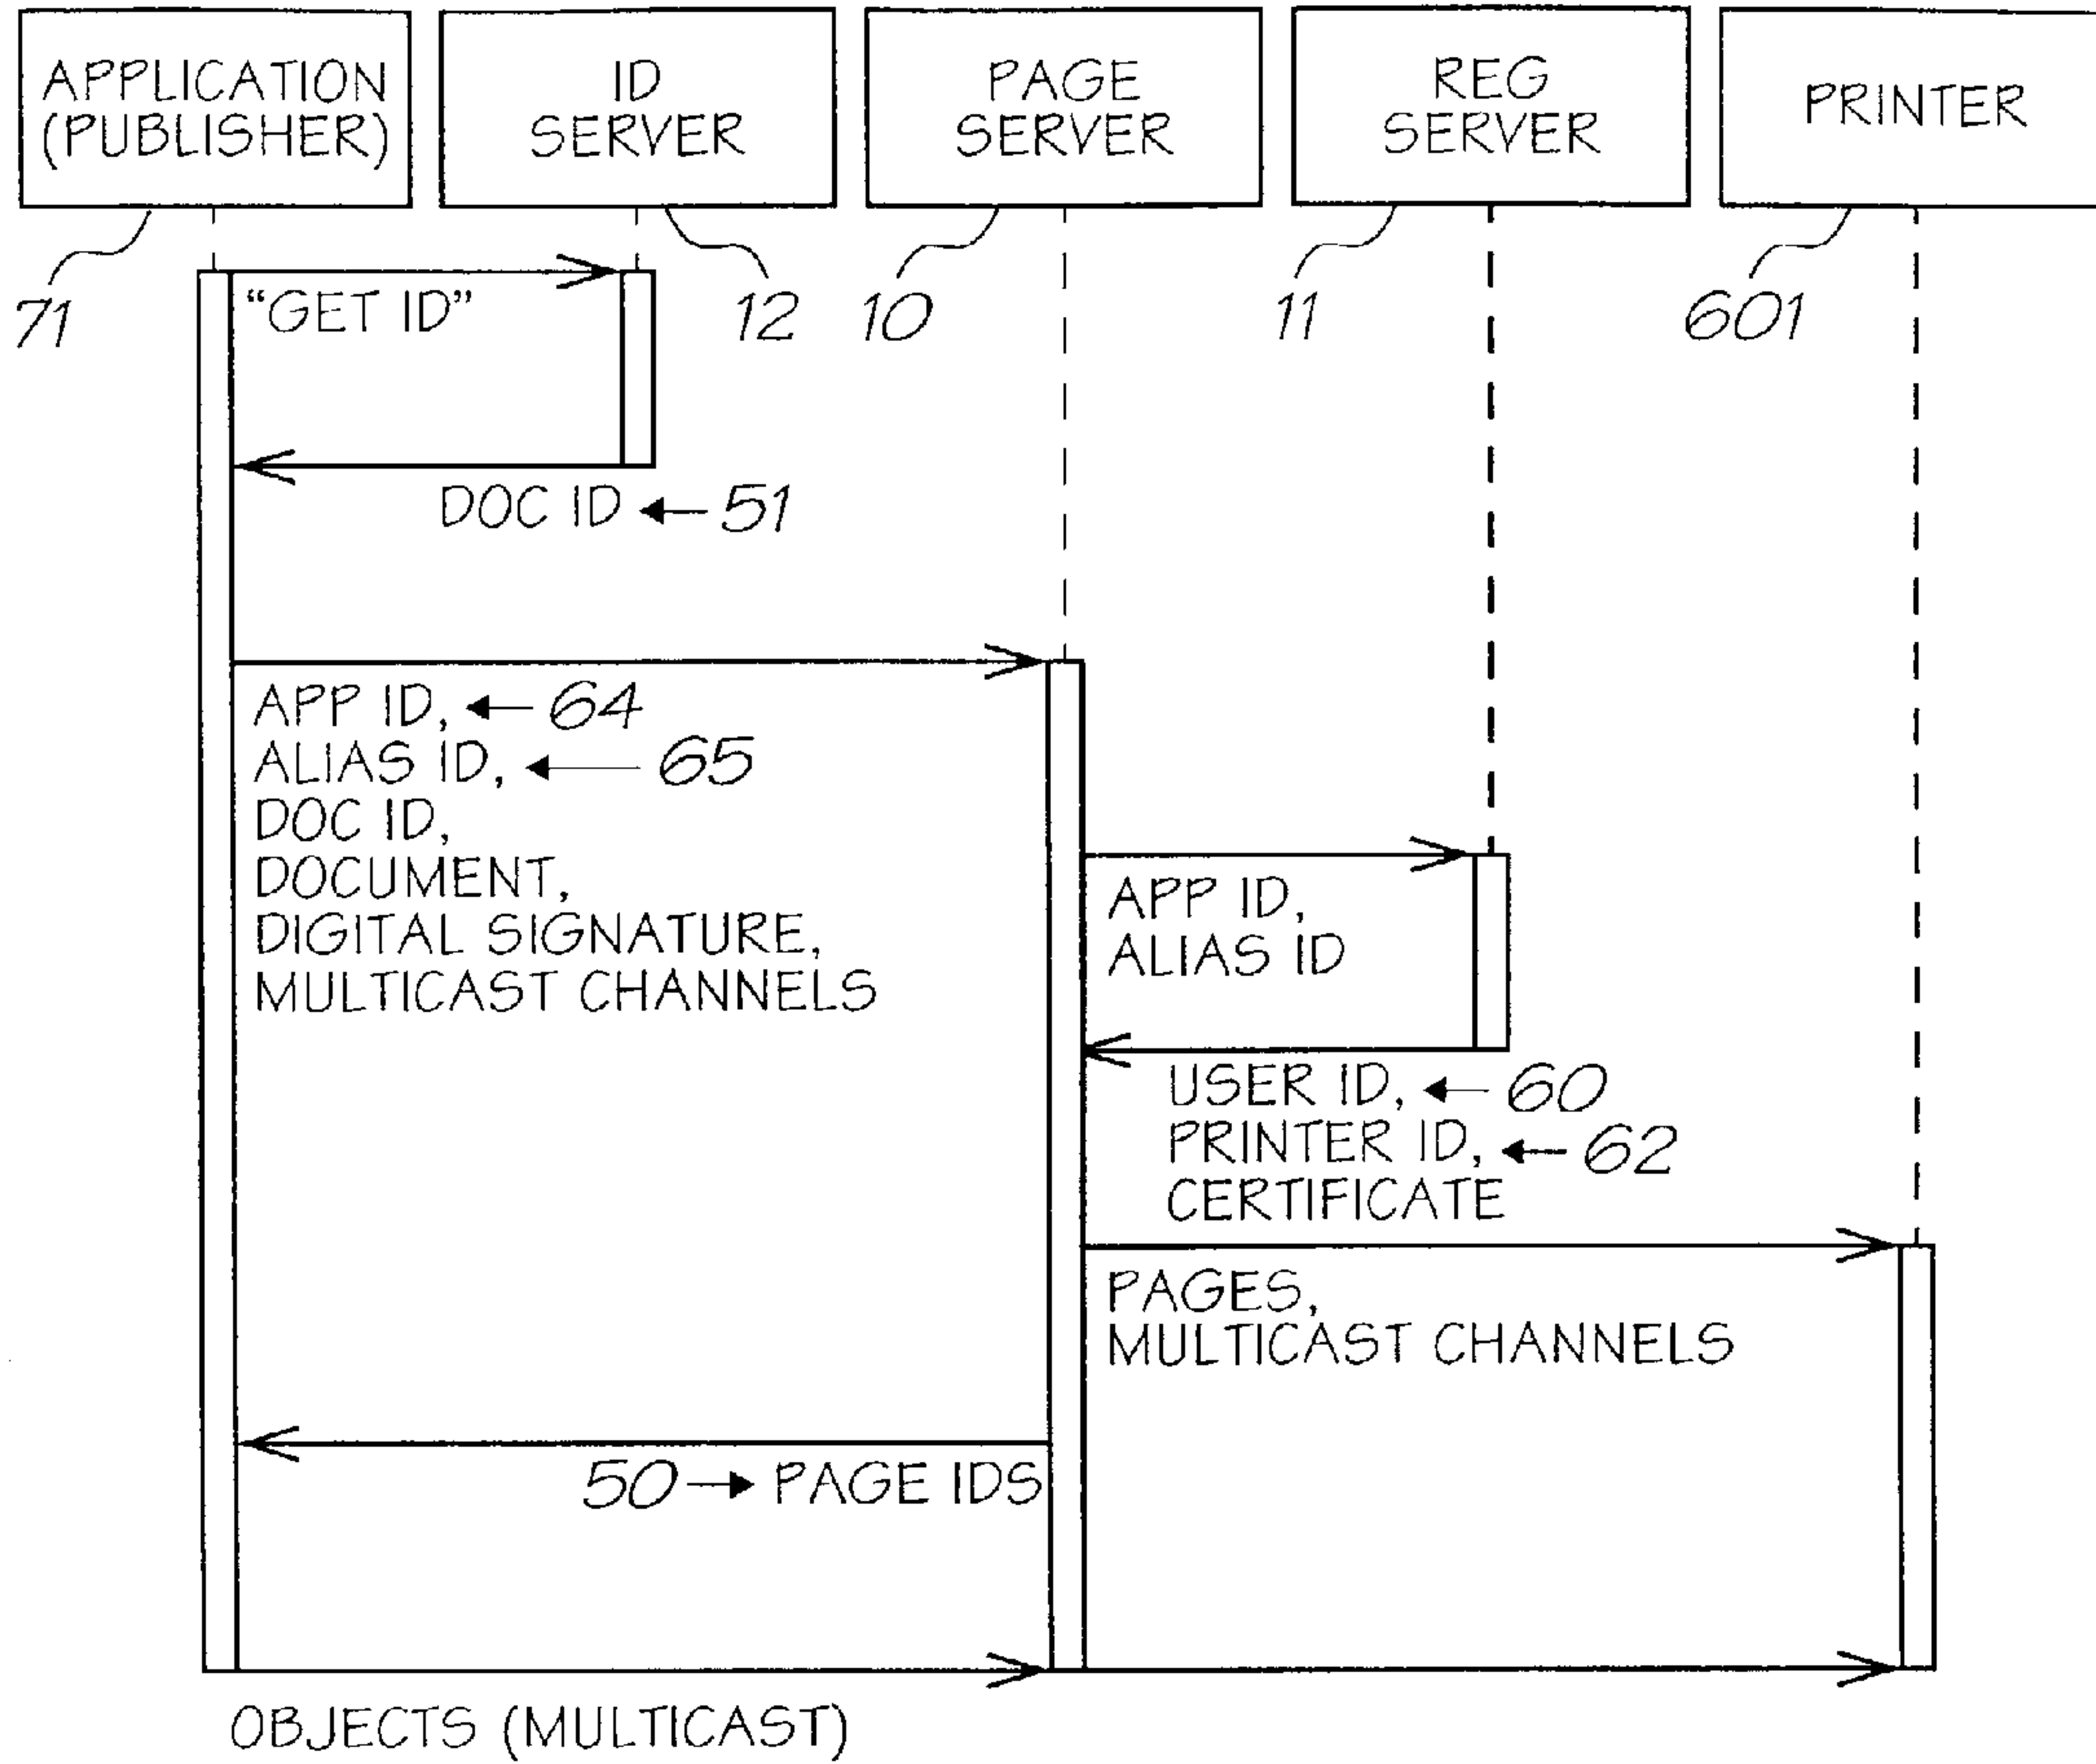 APPLICATION
(PUBLISHER)
ID
SERVER
PAGE
SERVER
REG
SERVER
PRINTER
71
12
10
11
601
"GET ID"
DOC ID 51
APP ID, 64
ALIAS ID, 65
DOC ID,
DOCUMENT,
DIGITAL SIGNATURE,
MULTICAST CHANNELS
APP ID,
ALIAS ID
USER ID, 60
PRINTER ID, 62
CERTIFICATE
PAGES,
MULTICAST CHANNELS
50 PAGE IDS
OBJECTS (MULTICAST)